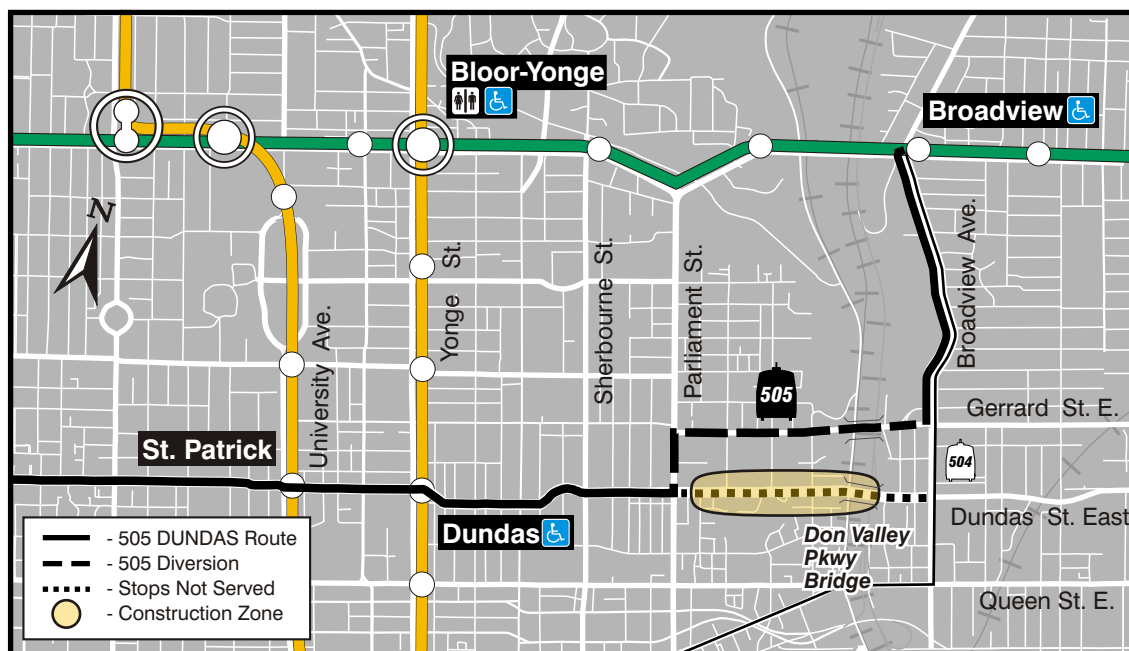 Bloor-Yonge
Broadview
N
University Ave.
Yonge St.
Sherbourne St.
Parliament St.
Broadview Ave.
505
Gerrard St. E.
St. Patrick
504
Dundas
Dundas St. East
Don Valley
Pkwy
Bridge
Queen St. E.
- 505 DUNDAS Route
- 505 Diversion
- Stops Not Served
- Construction Zone